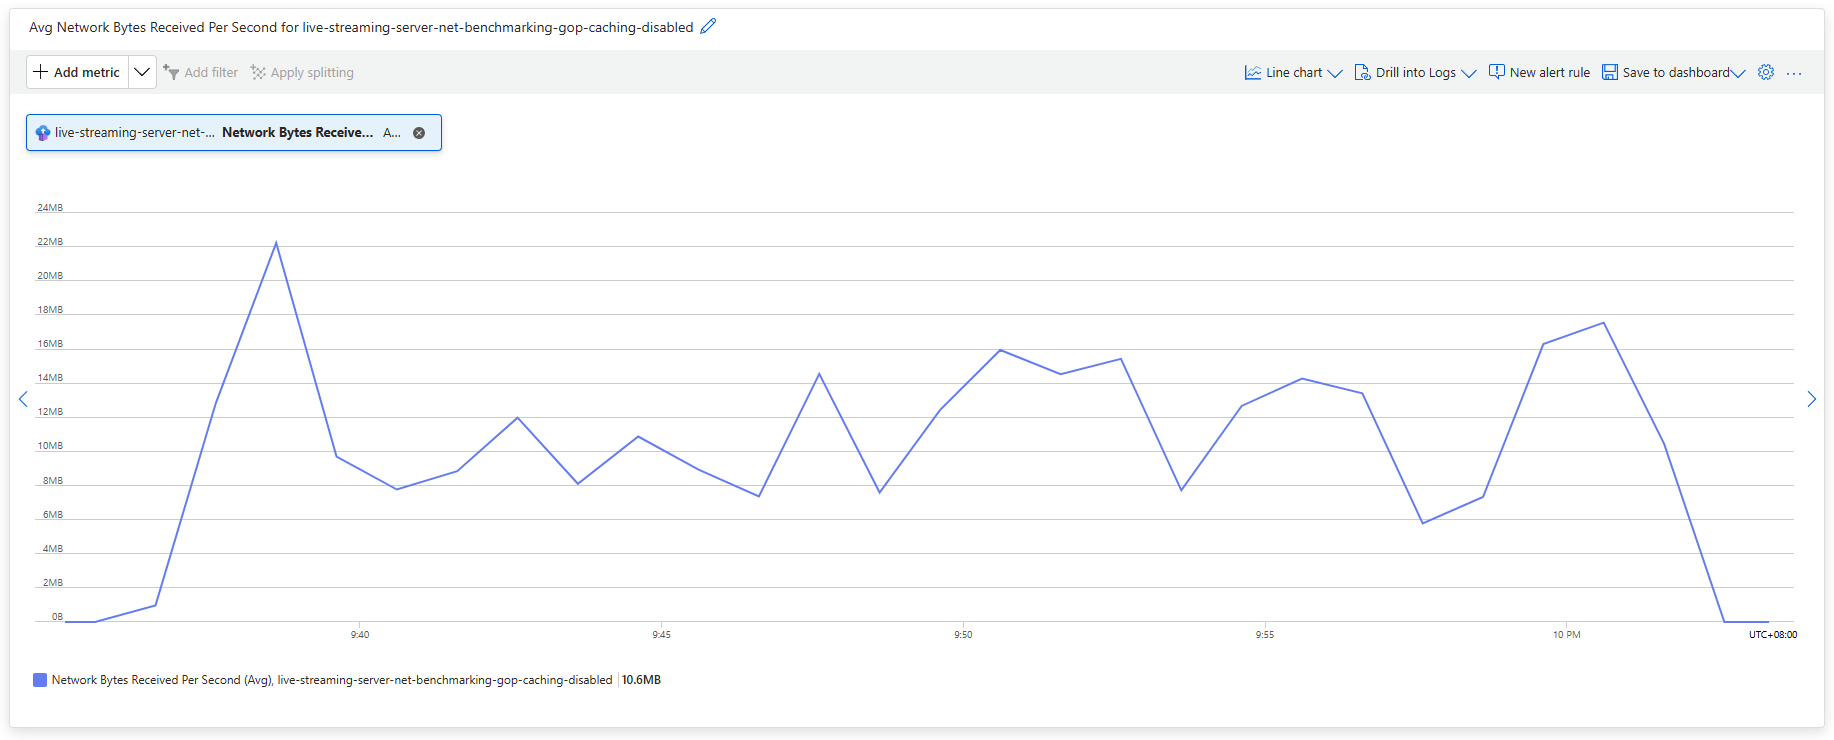 Avg Network Bytes Received Per Second for live-streaming-server-net-benchmarking-gop-caching-disabled
Add metric Add filter Apply splitting Line chart Drill into Logs New alert rule Save to dashboard ...
live-streaming-server-net-... Network Bytes Receive... A...
24MB
22MB
20MB
18MB
16MB
14MB
12MB
10MB
8MB
6MB
4MB
2MB
0B
9:40 9:45 9:50 9:55 10 PM UTC+08:00
Network Bytes Received Per Second (Avg), live-streaming-server-net-benchmarking-gop-caching-disabled 10.6MB